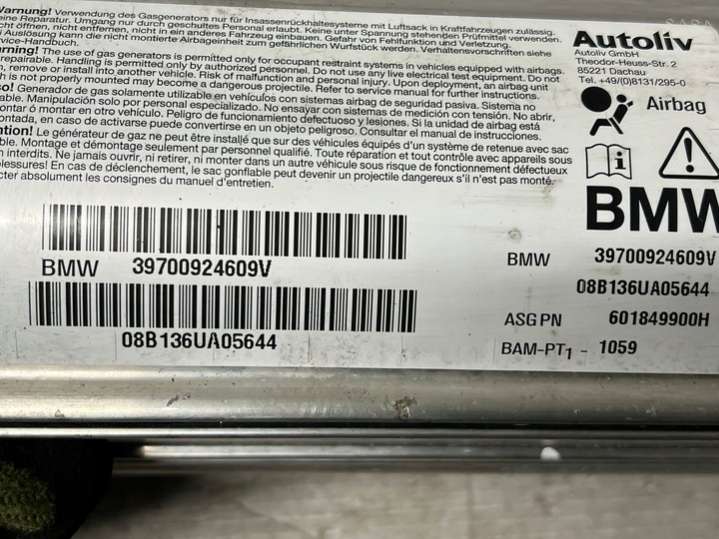 Warnung! Verwendung des Gasgenerators nur für Insassenrückhaltesysteme mit Luftsack in Kraftfahrzeugen zulässig.
eine Reparatur. Umgang nur durch geschultes Personal erlaubt. Keine unter Spannung stehenden Prüfmittel verwenden.
nicht öffnen, nicht entfernen, nicht in ein anderes Fahrzeug einbauen. Gefahr von Fehlfunktion und Verletzung.
Auslösung kann die nicht montierte Airbageinheit zum gefährlichen Wurfstück werden. Verhaltensvorschriften siehe
vice-Handbuch.
rning! The use of gas generators is permitted only for occupant restraint systems in vehicles equipped with airbags.
repairable. Handling is permitted only by authorized personnel. Do not use any live electrical test equipment. Do not
, remove or install into another vehicle. Risk of malfunction and personal injury. Upon deployment, an airbag unit
h is not properly mounted may become a dangerous projectile. Refer to service manual for further instructions.
so! Generador de gas solamente utilizable en vehículos con sistemas airbag de seguridad pasiva. Sistema no
able. Manipulación solo por personal especializado. No ensayar con sistemas de medición con tensión. No abrir,
ontar ó montar en otro vehículo. Peligro de funcionamiento defectuoso y lesiones. Si la unidad de airbag está
ontada, en caso de activarse puede convertirse en un objeto peligroso. Consultar el manual de instrucciones.
ntion! Le générateur de gaz ne peut être installé que sur des véhicules équipés d'un système de retenue avec sac
ble. Montage et démontage seulement par personnel qualifié. Toute réparation et tout contrôle avec appareils sous
n interdits. Ne jamais ouvrir, ni retirer, ni monter dans un autre véhicule sous risque de fonctionnement défectueux
lessures! En cas de déclenchement, le sac gonflable peut devenir un projectile dangereux s'il n'est pas monté.
cter absolument les consignes du manuel d'entretien.
Autoliv
Autoliv GmbH
Theodor-Heuss-Str. 2
85221 Dachau
Tel. +49/(0)8131/295-0
Airbag
BMW
BMW 39700924609V
08B136UA05644
BMW 39700924609V
08B136UA05644
ASG PN 601849900H
BAM-PT1 - 1059